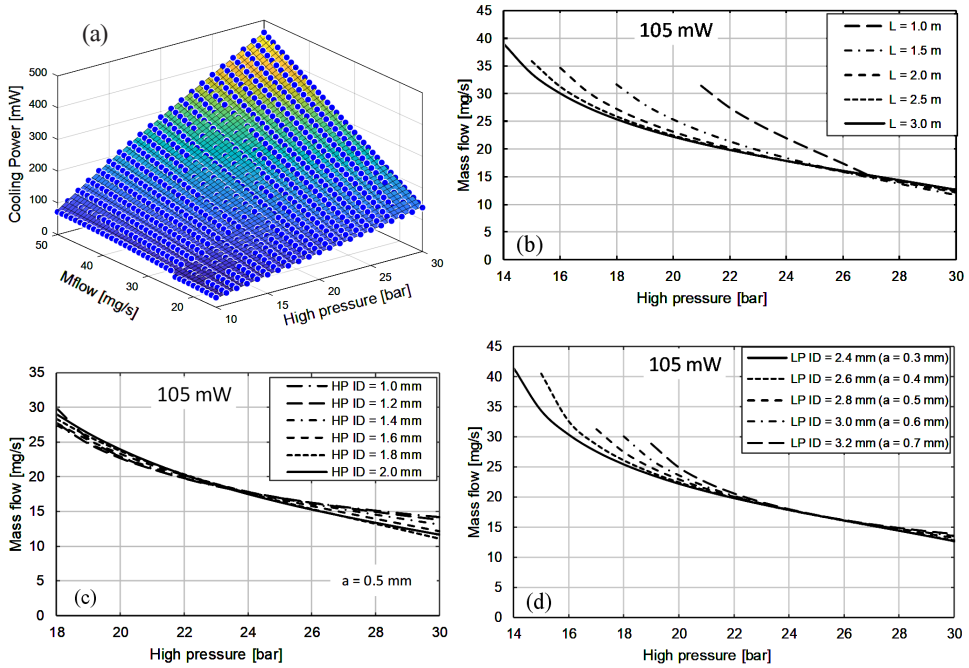 (a)
Cooling Power [mW]
500
400
300
200
100
0
50
40
30
20
Mflow [mg/s]
10
15
20
25
30
High pressure [bar]
105 mW
L = 1.0 m
L = 1.5 m
L = 2.0 m
L = 2.5 m
L = 3.0 m
Mass flow [mg/s]
45
40
35
30
25
20
15
10
5
0
(b)
14 16 18 20 22 24 26 28 30
High pressure [bar]
105 mW
HP ID = 1.0 mm
HP ID = 1.2 mm
HP ID = 1.4 mm
HP ID = 1.6 mm
HP ID = 1.8 mm
HP ID = 2.0 mm
Mass flow [mg/s]
35
30
25
20
15
10
5
0
a = 0.5 mm
(c)
18 20 22 24 26 28 30
High pressure [bar]
105 mW
LP ID = 2.4 mm (a = 0.3 mm)
LP ID = 2.6 mm (a = 0.4 mm)
LP ID = 2.8 mm (a = 0.5 mm)
LP ID = 3.0 mm (a = 0.6 mm)
LP ID = 3.2 mm (a = 0.7 mm)
Mass flow [mg/s]
45
40
35
30
25
20
15
10
5
0
(d)
14 16 18 20 22 24 26 28 30
High pressure [bar]